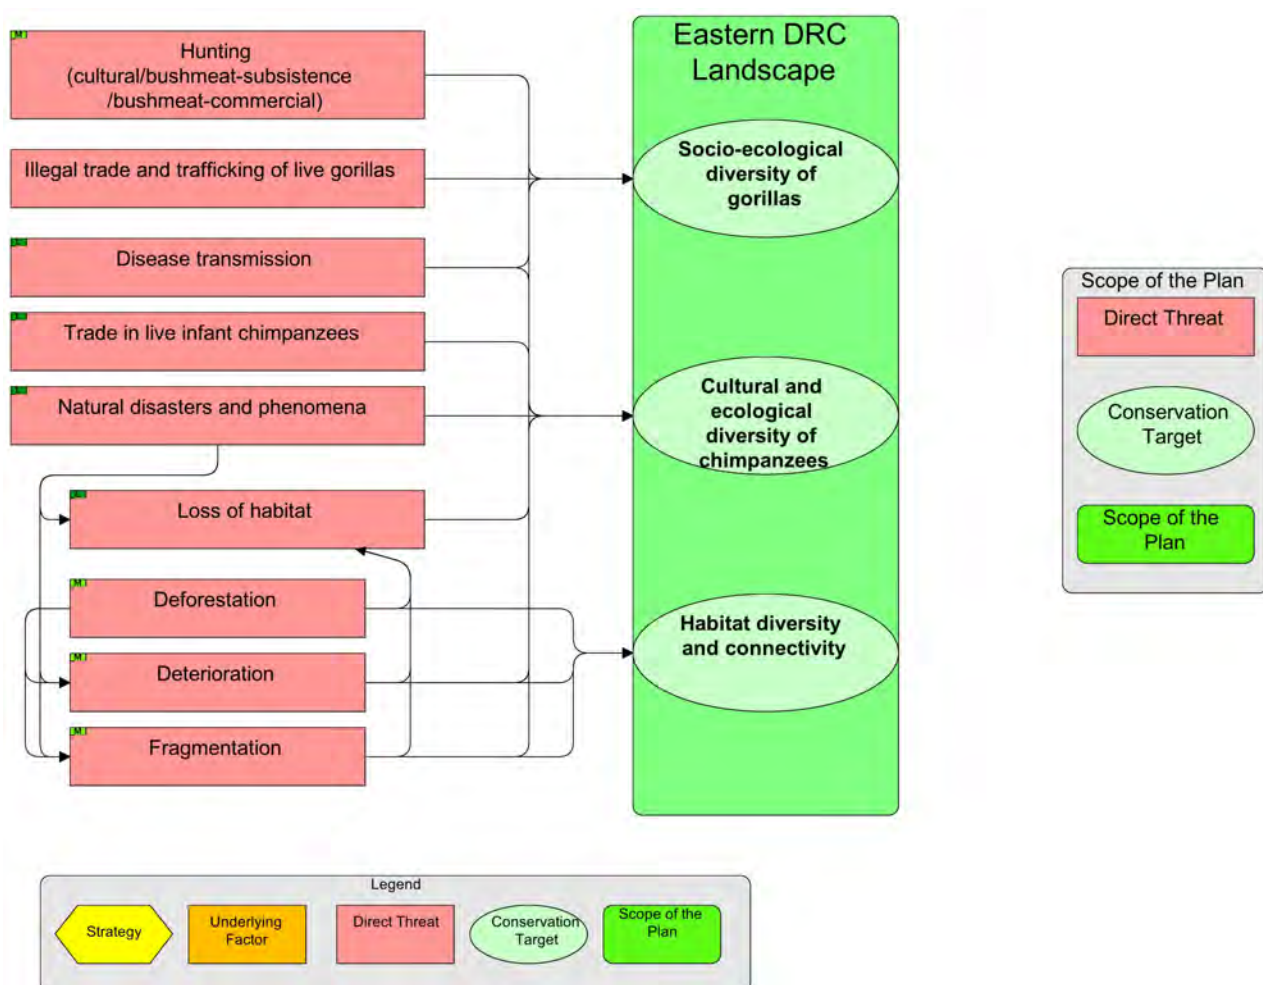 M
Hunting
(cultural/bushmeat-subsistence
/bushmeat-commercial)
Illegal trade and trafficking of live gorillas
L
Disease transmission
L
Trade in live infant chimpanzees
L
Natural disasters and phenomena
L
Loss of habitat
M
Deforestation
M
Deterioration
M
Fragmentation
Eastern DRC
Landscape
Socio-ecological
diversity of
gorillas
Cultural and
ecological
diversity of
chimpanzees
Habitat diversity
and connectivity
Scope of the Plan
Direct Threat
Conservation
Target
Scope of the
Plan
Legend
Strategy
Underlying
Factor
Direct Threat
Conservation
Target
Scope of the
Plan